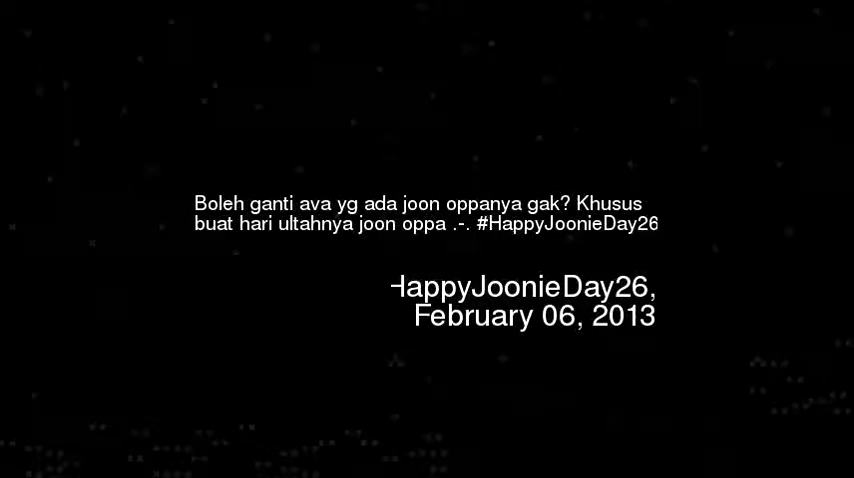 Boleh ganti ava yg ada joon oppanya gak? Khusus
buat hari ultahnya joon oppa .-. #HappyJoonieDay26
HappyJoonieDay26,
February 06, 2013